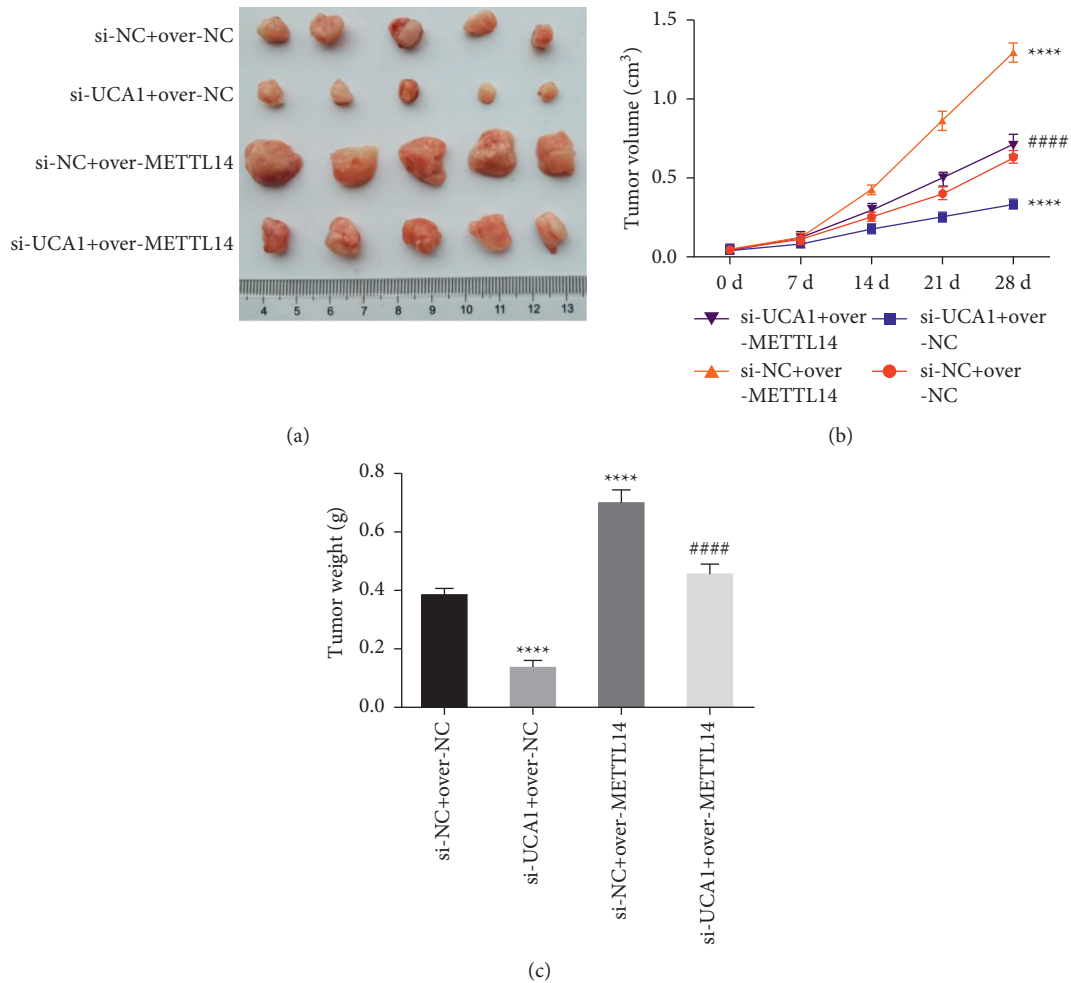 si-NC+over-NC
si-UCA1+over-NC
si-NC+over-METTL14
si-UCA1+over-METTL14
4 5 6 7 8 9 10 11 12 13
(a)
Tumor volume (cm³)
1.5
1.0
0.5
0.0
0 d 7 d 14 d 21 d 28 d
****
####
****
si-UCA1+over
-METTL14
si-UCA1+over
-NC
si-NC+over
-METTL14
si-NC+over
-NC
(b)
Tumor weight (g)
0.8
0.6
0.4
0.2
0.0
****
****
####
si-NC+over-NC
si-UCA1+over-NC
si-NC+over-METTL14
si-UCA1+over-METTL14
(c)